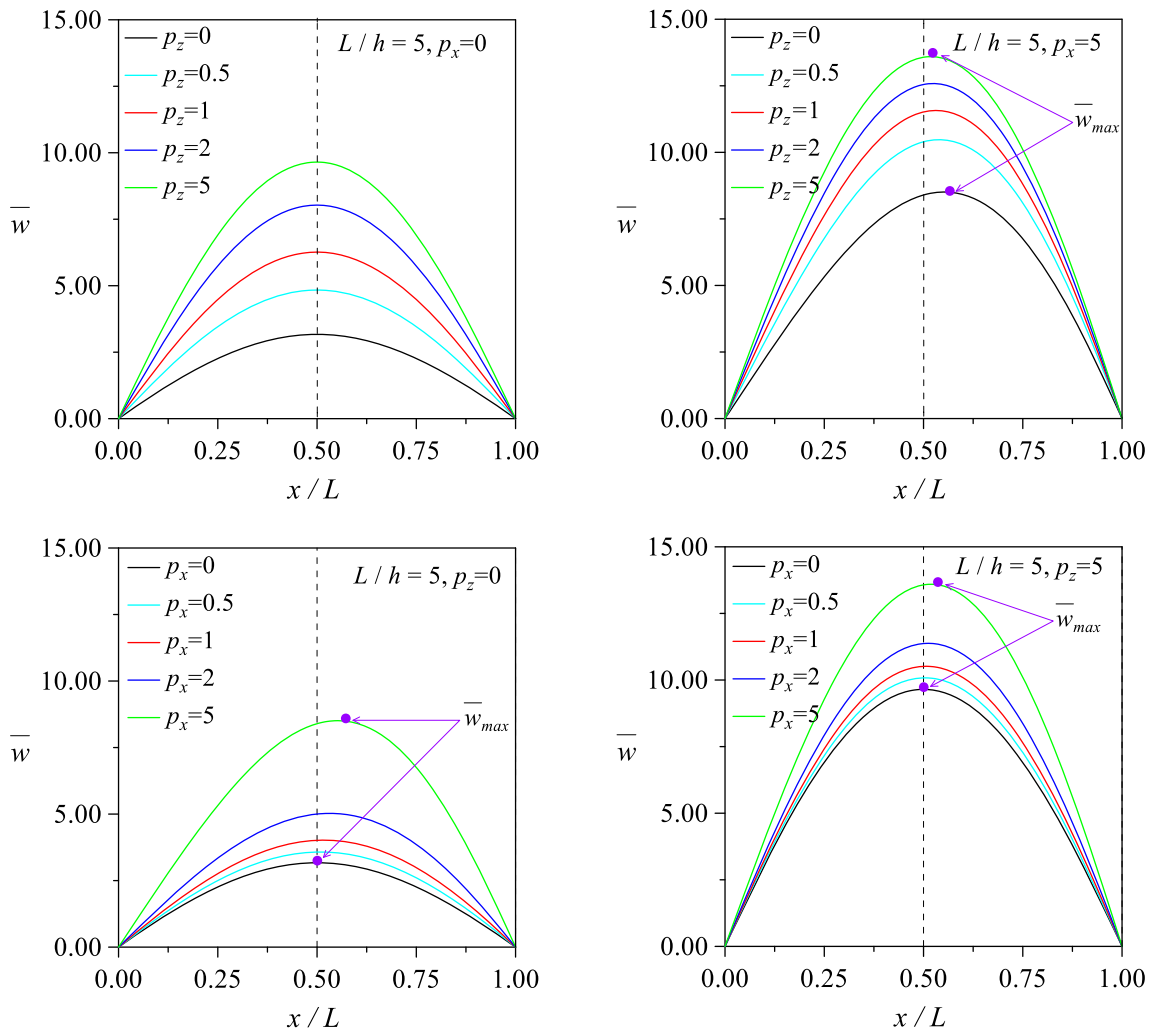 15.00
p_z=0
L / h = 5, p_x=0
p_z=0.5
p_z=1
p_z=2
10.00
p_z=5
w̅
5.00
0.00
0.00 0.25 0.50 0.75 1.00
x / L
15.00
p_z=0
L / h = 5, p_x=5
p_z=0.5
p_z=1
w̅_max
p_z=2
10.00
p_z=5
w̅
5.00
0.00
0.00 0.25 0.50 0.75 1.00
x / L
15.00
p_x=0
L / h = 5, p_z=0
p_x=0.5
p_x=1
p_x=2
10.00
p_x=5
w̅_max
w̅
5.00
0.00
0.00 0.25 0.50 0.75 1.00
x / L
15.00
p_x=0
L / h = 5, p_z=5
p_x=0.5
w̅_max
p_x=1
p_x=2
10.00
p_x=5
w̅
5.00
0.00
0.00 0.25 0.50 0.75 1.00
x / L